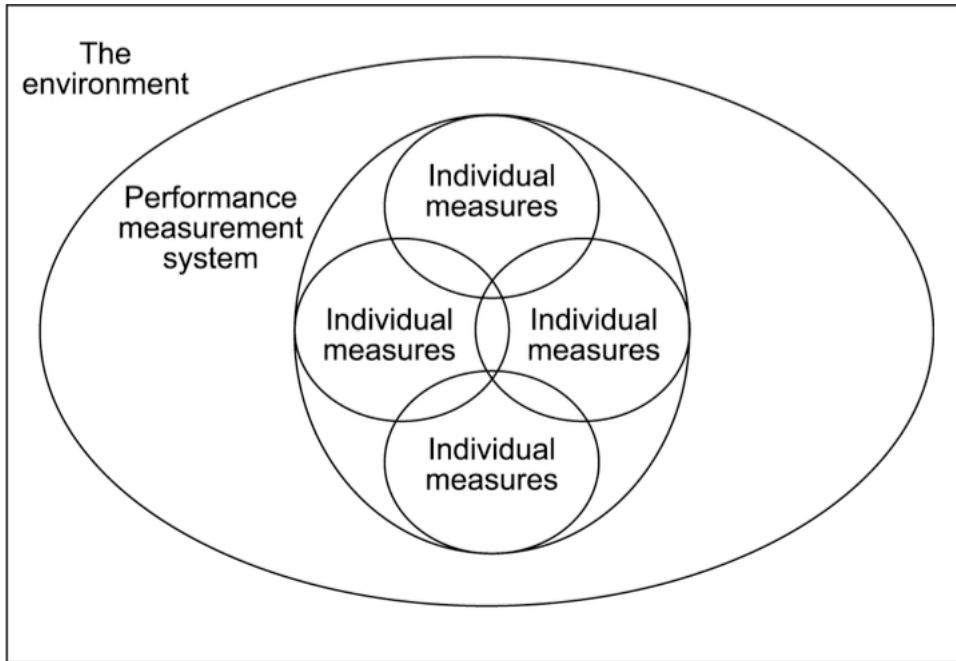 The
environment
Performance
measurement
system
Individual
measures
Individual
measures
Individual
measures
Individual
measures